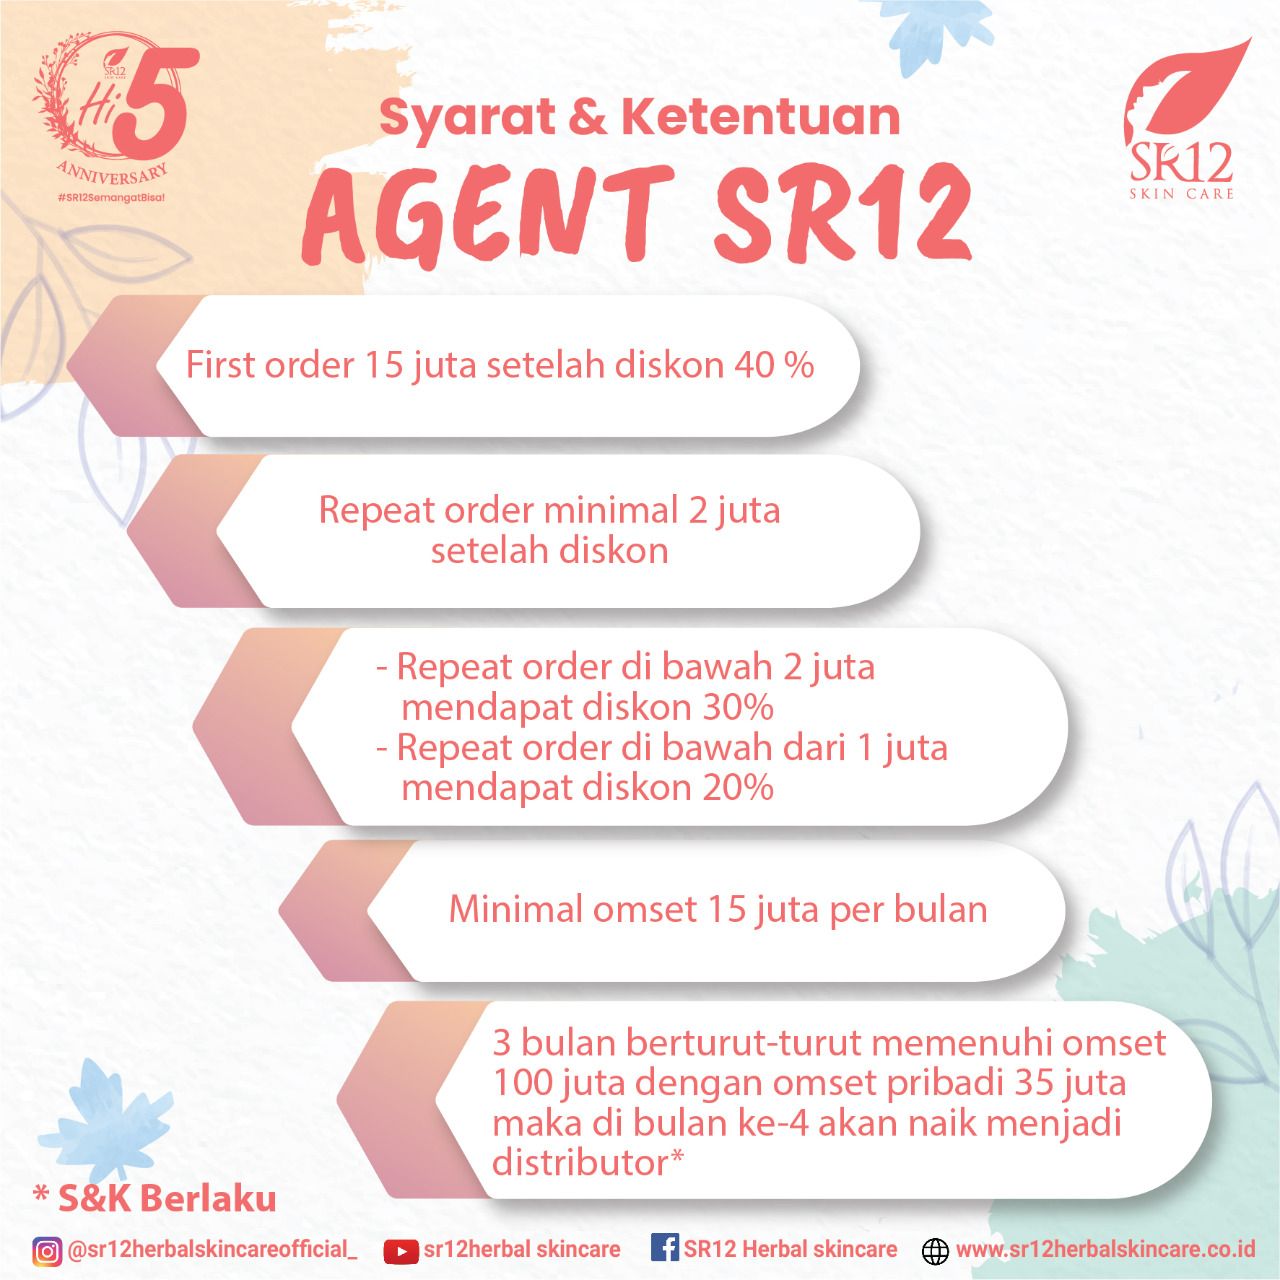 SR12
SKIN CARE
Hi 5
ANNIVERSARY
#SR12SemangatBisa!
Syarat & Ketentuan
AGENT SR12
SR12
SKIN CARE
First order 15 juta setelah diskon 40 %
Repeat order minimal 2 juta
setelah diskon
- Repeat order di bawah 2 juta
mendapat diskon 30%
- Repeat order di bawah dari 1 juta
mendapat diskon 20%
Minimal omset 15 juta per bulan
3 bulan berturut-turut memenuhi omset
100 juta dengan omset pribadi 35 juta
maka di bulan ke-4 akan naik menjadi
distributor*
* S&K Berlaku
@sr12herbalskincareofficial_ sr12herbal skincare SR12 Herbal skincare www.sr12herbalskincare.co.id